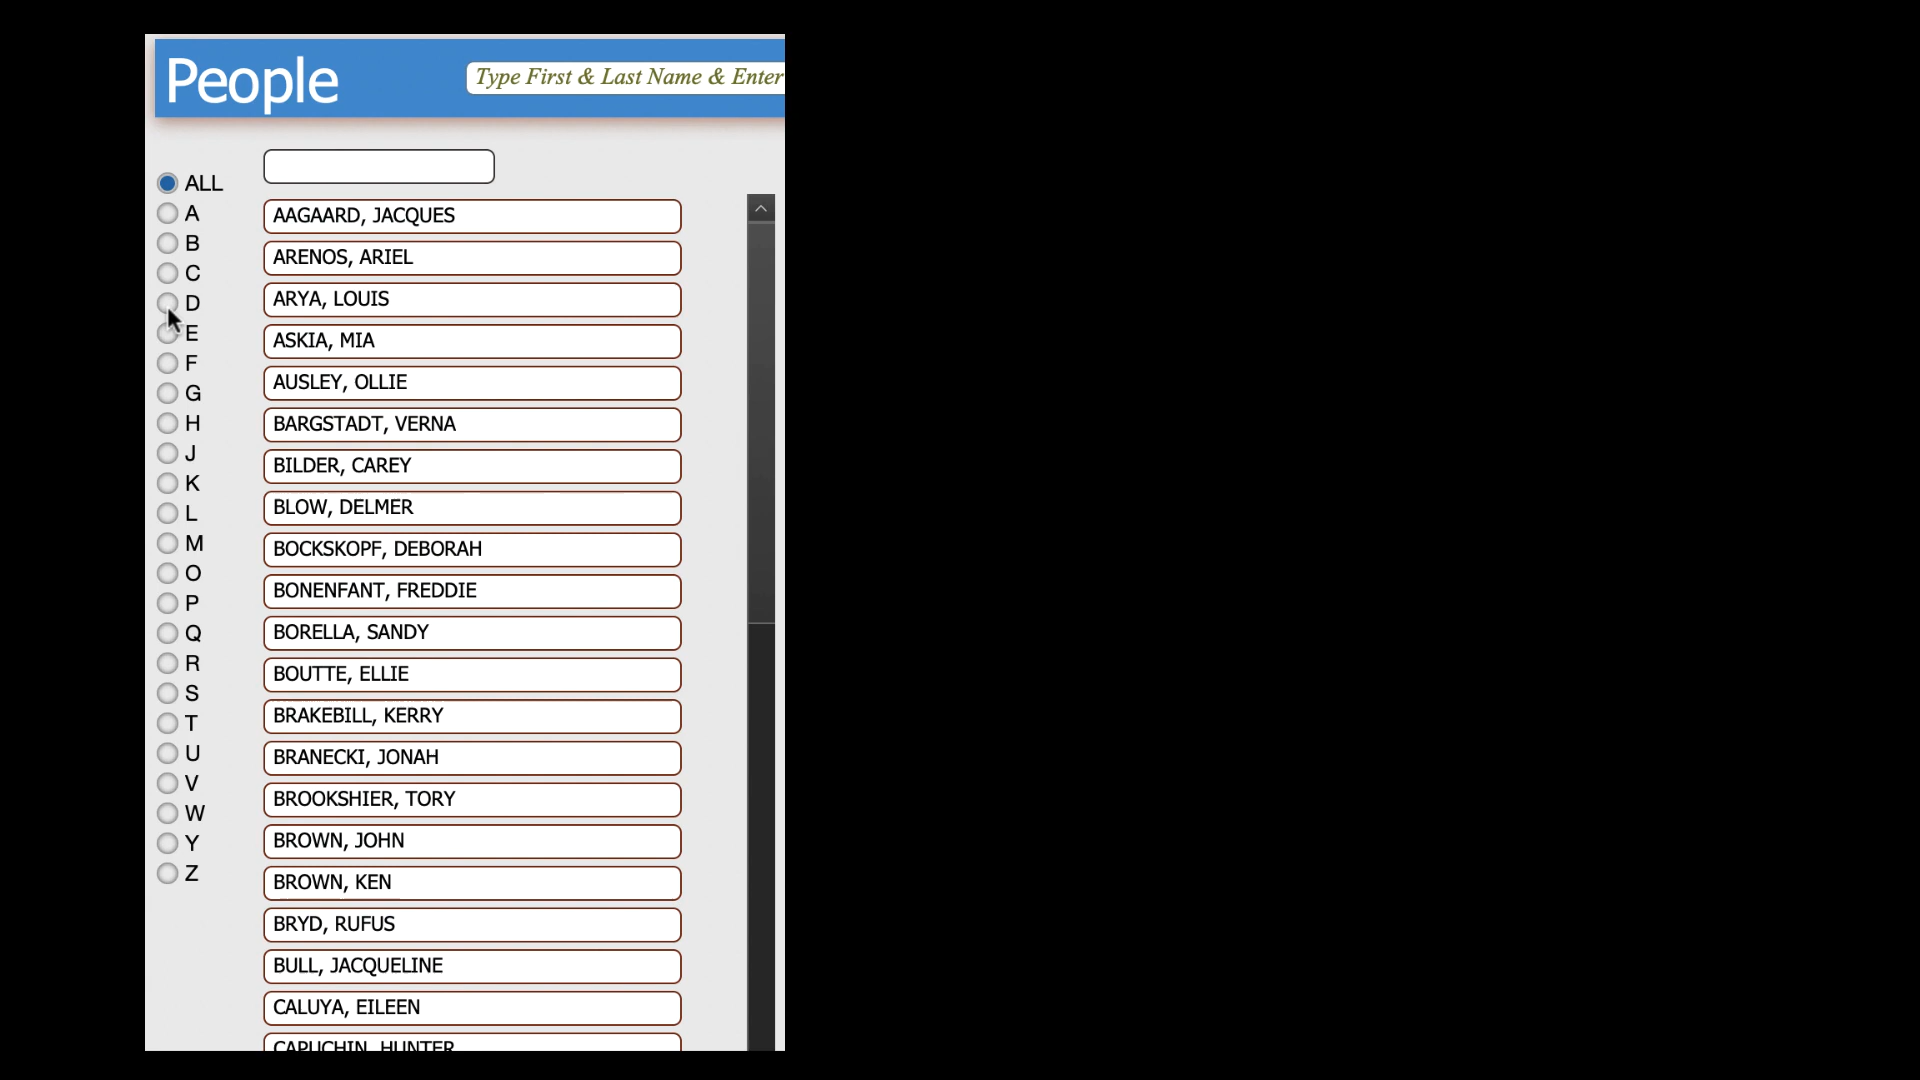 People
Type First & Last Name & Enter
ALL
A
B
C
D
E
F
G
H
J
K
L
M
O
P
Q
R
S
T
U
V
W
Y
Z
AAGAARD, JACQUES
ARENOS, ARIEL
ARYA, LOUIS
ASKIA, MIA
AUSLEY, OLLIE
BARGSTADT, VERNA
BILDER, CAREY
BLOW, DELMER
BOCKSKOPF, DEBORAH
BONENFANT, FREDDIE
BORELLA, SANDY
BOUTTE, ELLIE
BRAKEBILL, KERRY
BRANECKI, JONAH
BROOKSHIER, TORY
BROWN, JOHN
BROWN, KEN
BRYD, RUFUS
BULL, JACQUELINE
CALUYA, EILEEN
CAPUCHIN, HUNTER